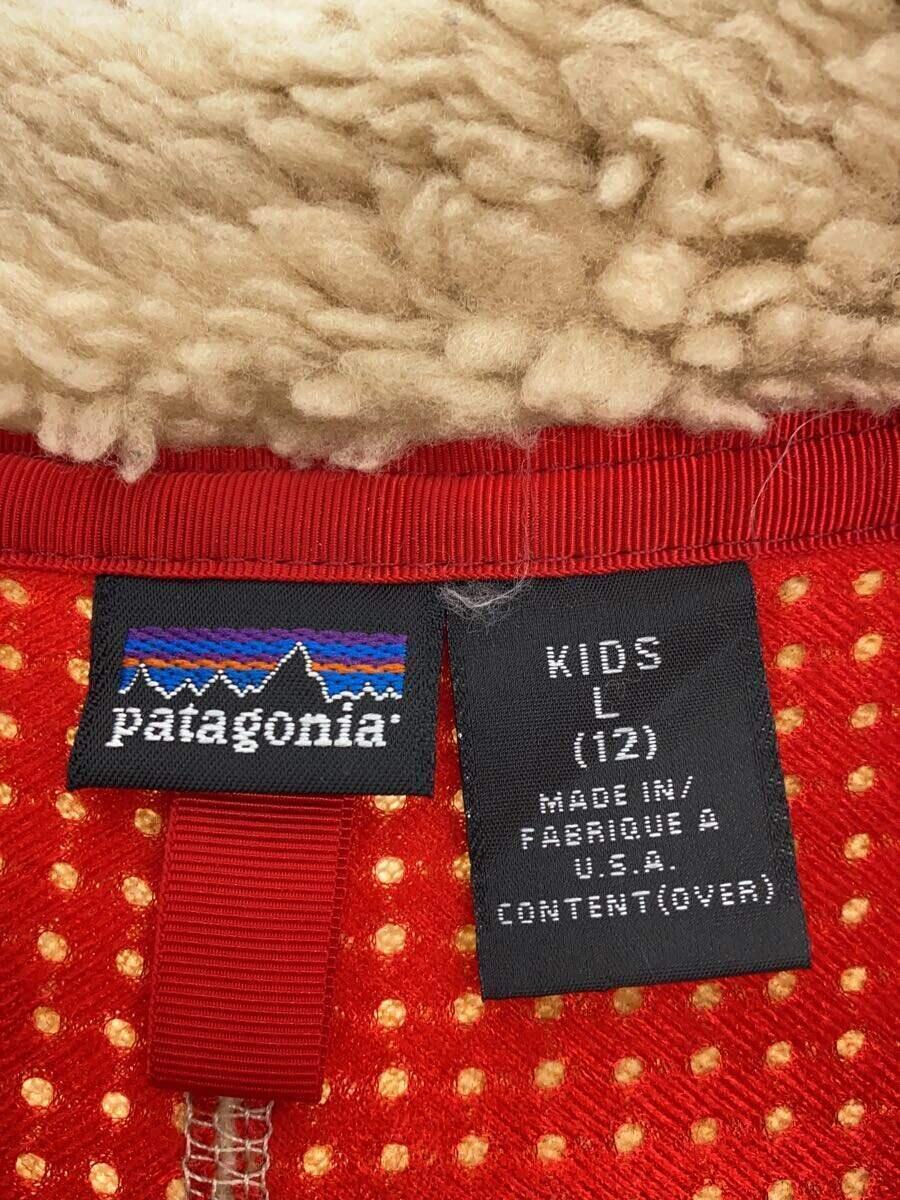 patagonia®
KIDS
L
(12)
MADE IN/
FABRIQUE A
U.S.A.
CONTENT(OVER)